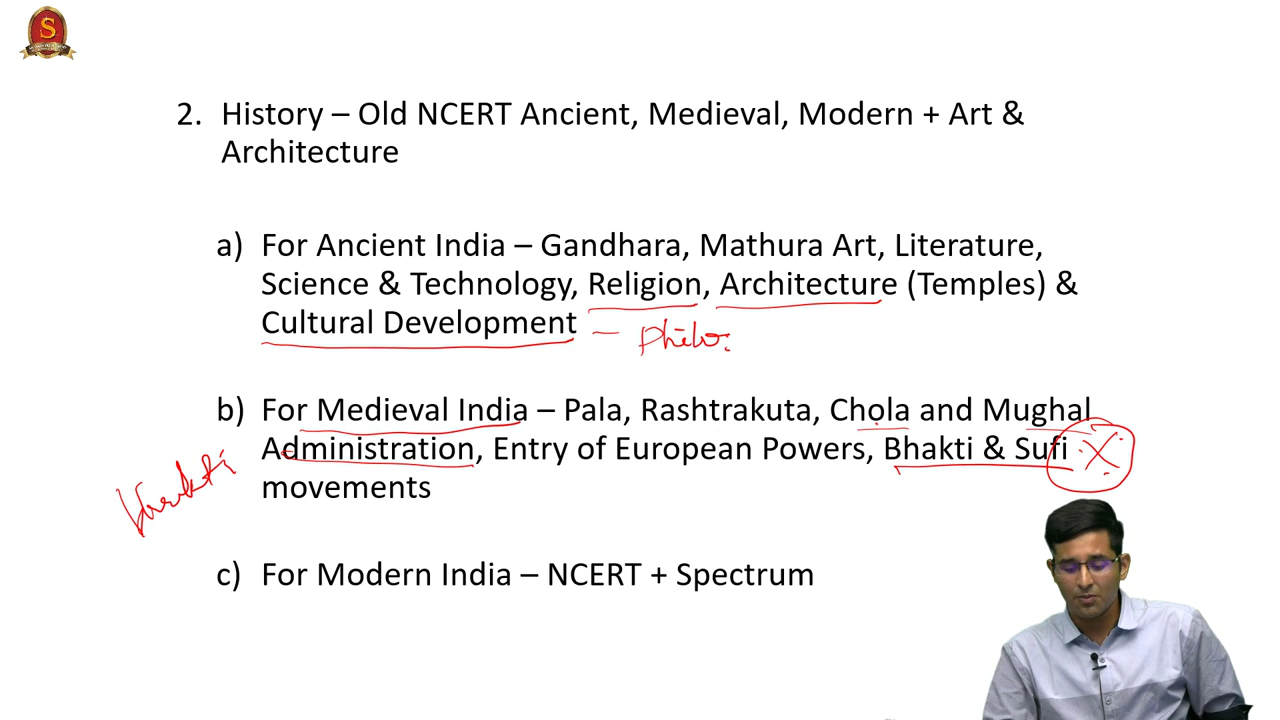 S
2. History – Old NCERT Ancient, Medieval, Modern + Art &
Architecture
a) For Ancient India – Gandhara, Mathura Art, Literature,
Science & Technology, Religion, Architecture (Temples) &
Cultural Development = Philo.
b) For Medieval India – Pala, Rashtrakuta, Chola and Mughal
Administration, Entry of European Powers, Bhakti & Sufi
movements
c) For Modern India – NCERT + Spectrum